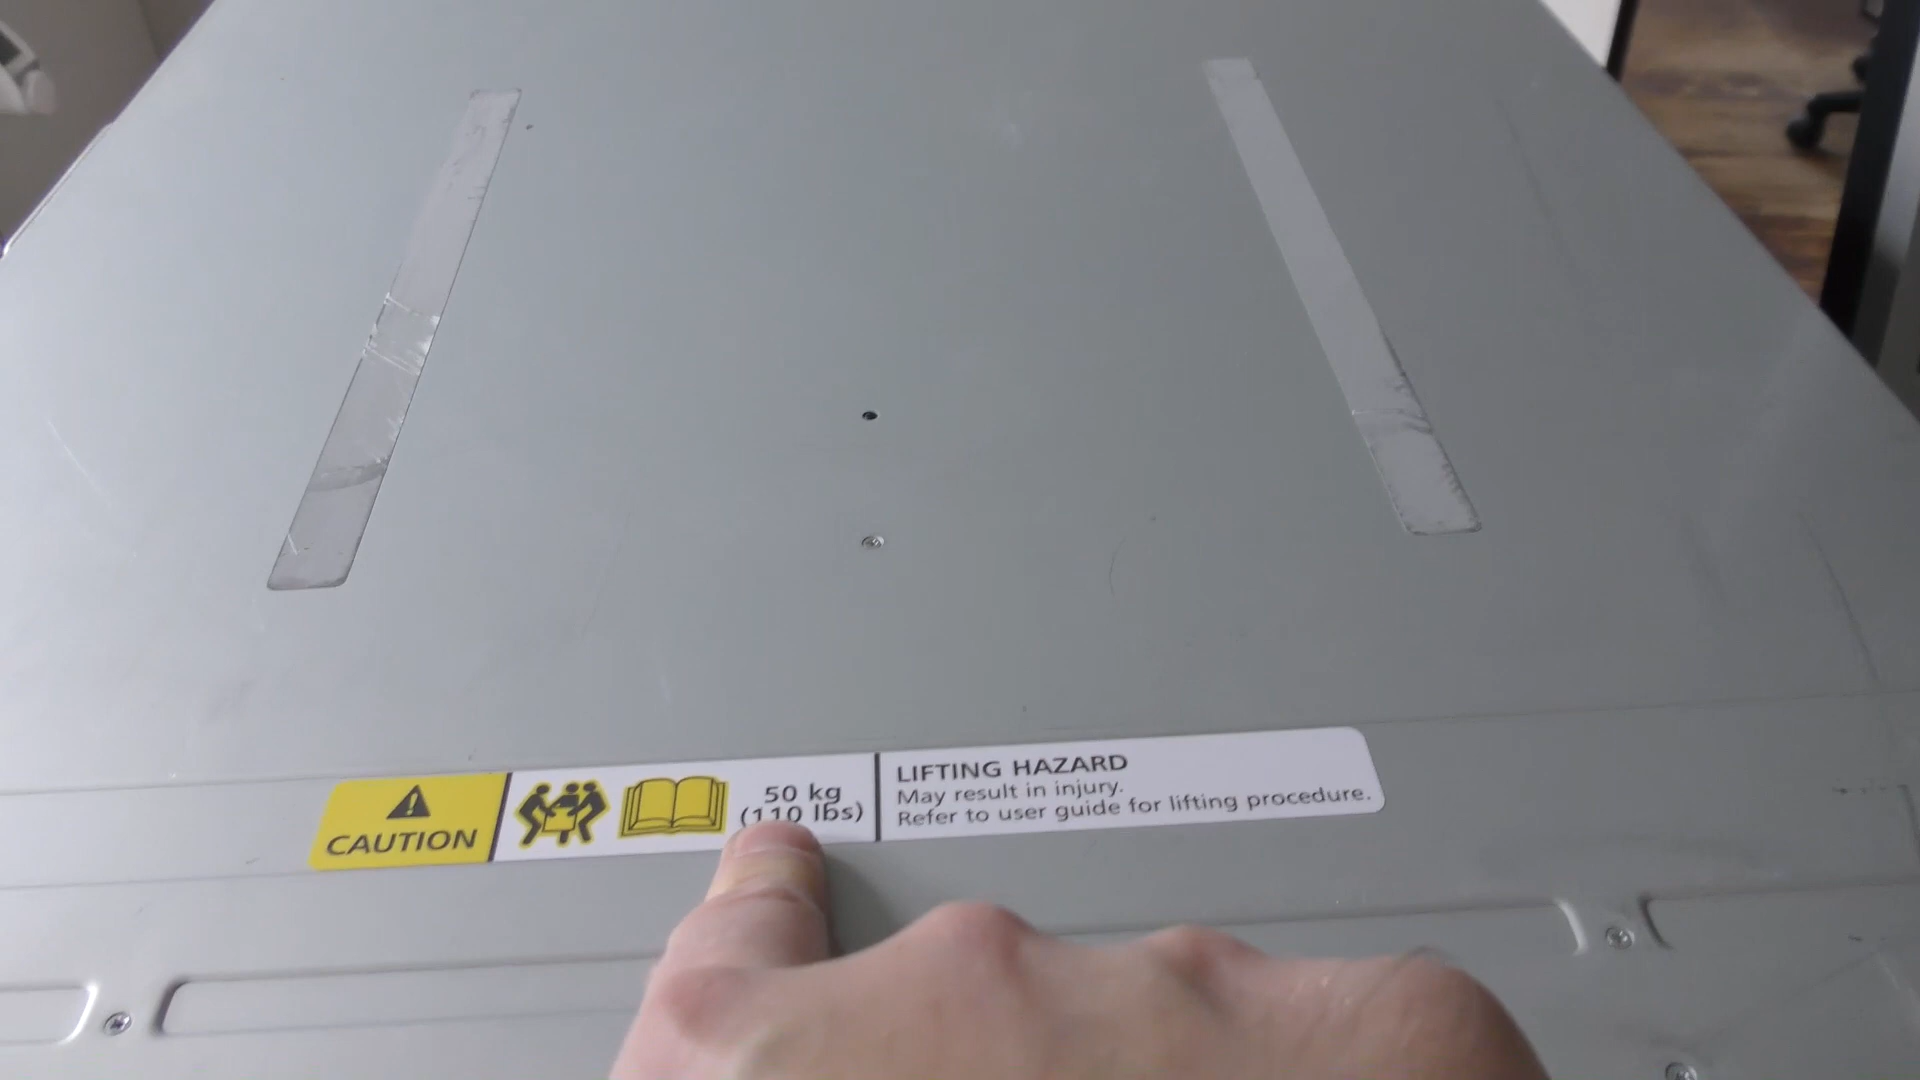 CAUTION
50 kg
(110 lbs)
LIFTING HAZARD
May result in injury.
Refer to user guide for lifting procedure.